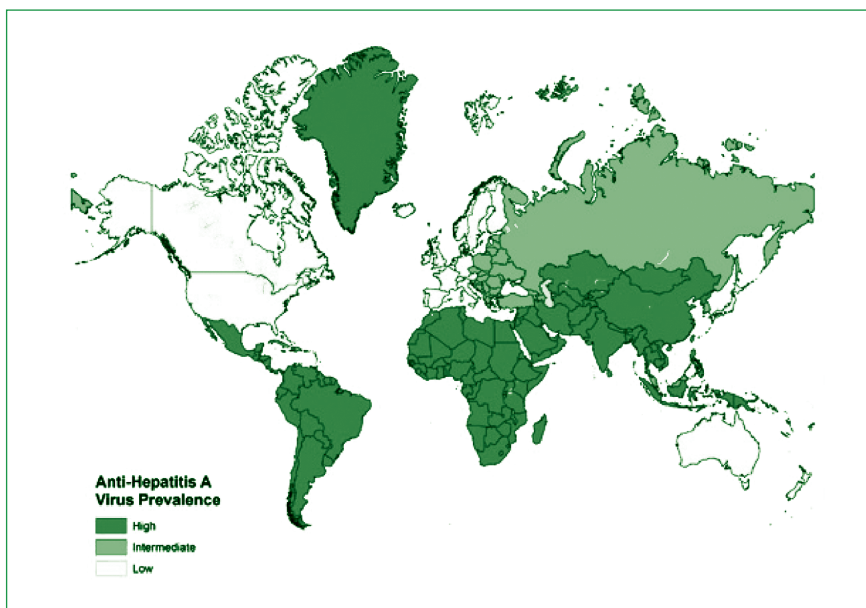 Anti-Hepatitis A
Virus Prevalence
High
Intermediate
Low